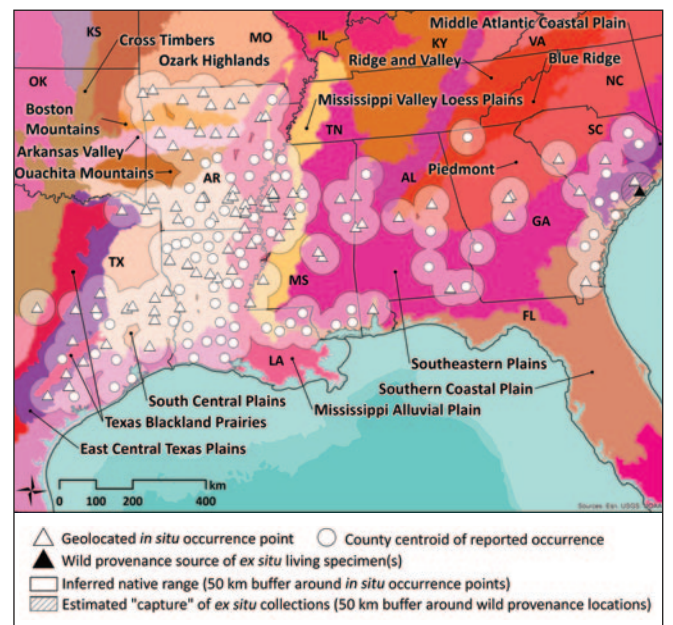 Middle Atlantic Coastal Plain
KS
MO
IL
KY
VA
Cross Timbers
Ozark Highlands
Ridge and Valley
Blue Ridge
OK
NC
Boston
Mountains
Mississippi Valley Loess Plains
TN
SC
Arkansas Valley
Ouachita Mountains
AR
AL
Piedmont
GA
TX
MS
FL
LA
Southeastern Plains
South Central Plains
Southern Coastal Plain
Texas Blackland Prairies
Mississippi Alluvial Plain
East Central Texas Plains
km
0 100 200 400
Sources: Esri, USGS, NOAA
Geolocated in situ occurrence point
County centroid of reported occurrence
Wild provenance source of ex situ living specimen(s)
Inferred native range (50 km buffer around in situ occurrence points)
Estimated "capture" of ex situ collections (50 km buffer around wild provenance locations)